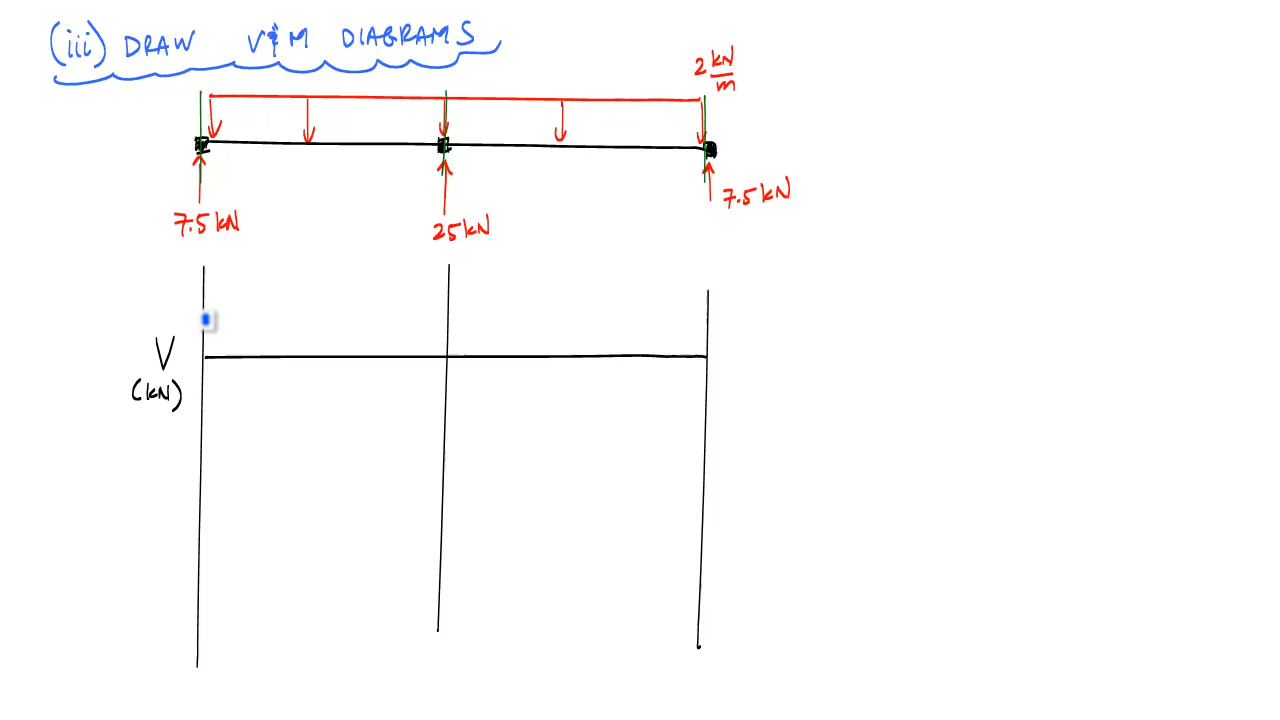 (iii) DRAW V & M DIAGRAMS
2 kN/m
7.5 kN
7.5 kN
25 kN
V
(kN)